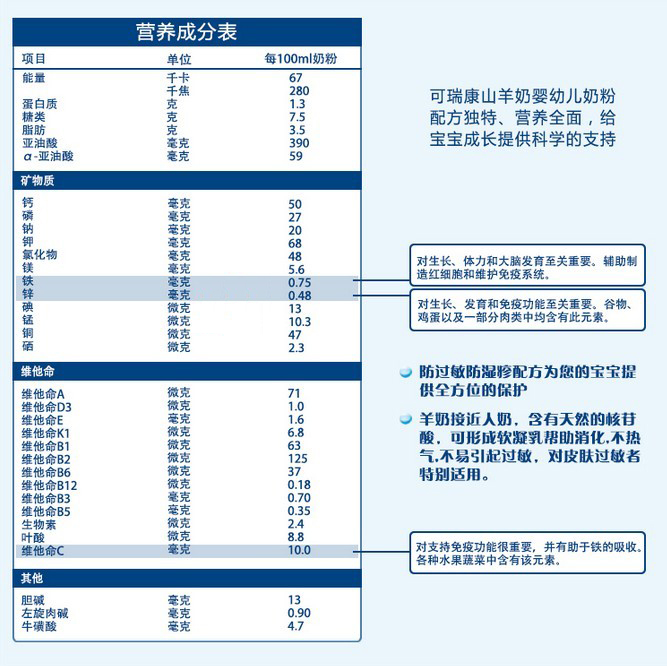 营养成分表
项目 单位 每100ml奶粉
能量 千卡 67
千焦 280
蛋白质 克 1.3
糖类 克 7.5
脂肪 克 3.5
亚油酸 毫克 390
α-亚油酸 毫克 59
矿物质
钙 毫克 50
磷 毫克 27
钠 毫克 20
钾 毫克 68
氯化物 毫克 48
镁 毫克 5.6
铁 毫克 0.75
锌 毫克 0.48
碘 微克 13
锰 微克 10.3
铜 微克 47
硒 微克 2.3
维他命
维他命A 微克 71
维他命D3 微克 1.0
维他命E 毫克 1.6
维他命K1 微克 6.8
维他命B1 微克 63
维他命B2 微克 125
维他命B6 微克 37
维他命B12 微克 0.18
维他命B3 毫克 0.70
维他命B5 毫克 0.35
生物素 微克 2.4
叶酸 微克 8.8
维他命C 毫克 10.0
其他
胆碱 毫克 13
左旋肉碱 毫克 0.90
牛磺酸 毫克 4.7
可瑞康山羊奶婴幼儿奶粉
配方独特、营养全面，给
宝宝成长提供科学的支持
对生长、体力和大脑发育至关重要。辅助制
造红细胞和维护免疫系统。
对生长、发育和免疫功能至关重要。谷物、
鸡蛋以及一部分肉类中均含有此元素。
防过敏防湿疹配方为您的宝宝提
供全方位的保护
羊奶接近人奶，含有天然的核苷
酸，可形成软凝乳帮助消化，不热
气，不易引起过敏，对皮肤过敏者
特别适用。
对支持免疫功能很重要，并有助于铁的吸收。
各种水果蔬菜中含有该元素。